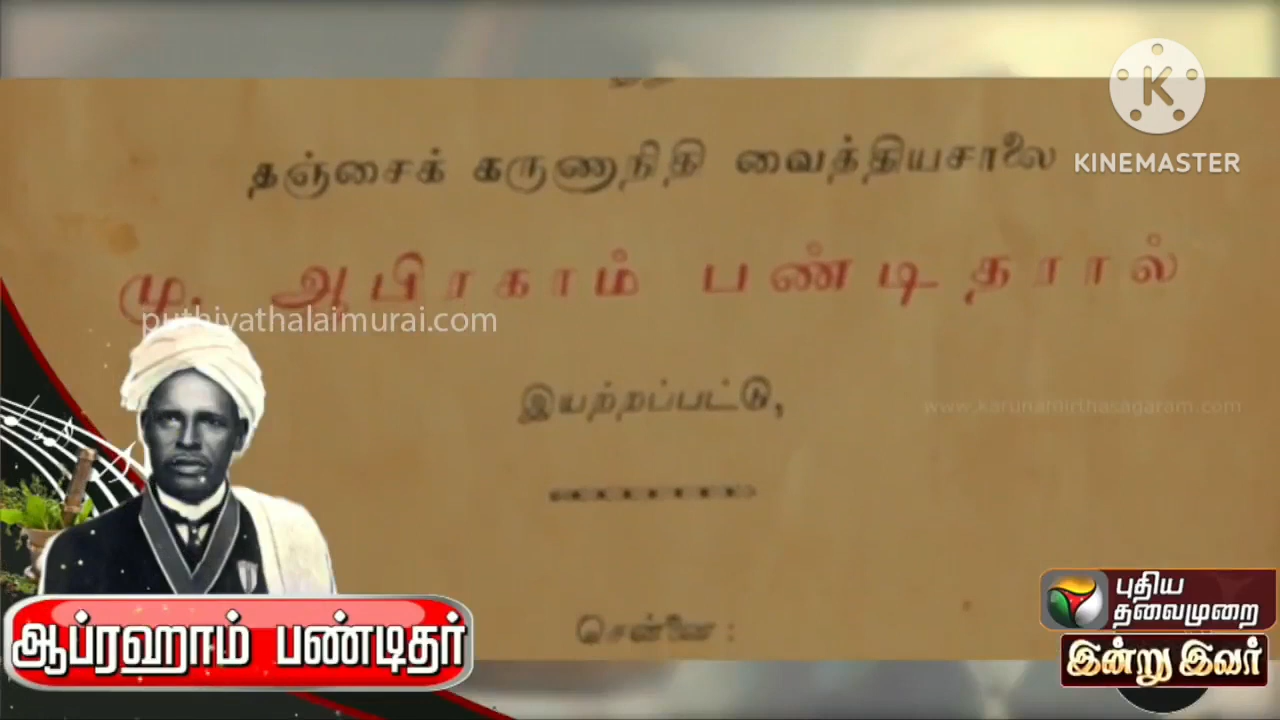 KINEMASTER
தஞ்சைக் கருணாநிதி வைத்தியசாலை
மு. ஆபிரகாம் பண்டிதரால்
puthiyathalaimurai.com
இயற்றப்பட்டு,
www.karunamirthasagaram.com
சென்னை :
ஆப்ரஹாம் பண்டிதர்
புதிய
தலைமுறை
இன்று இவர்